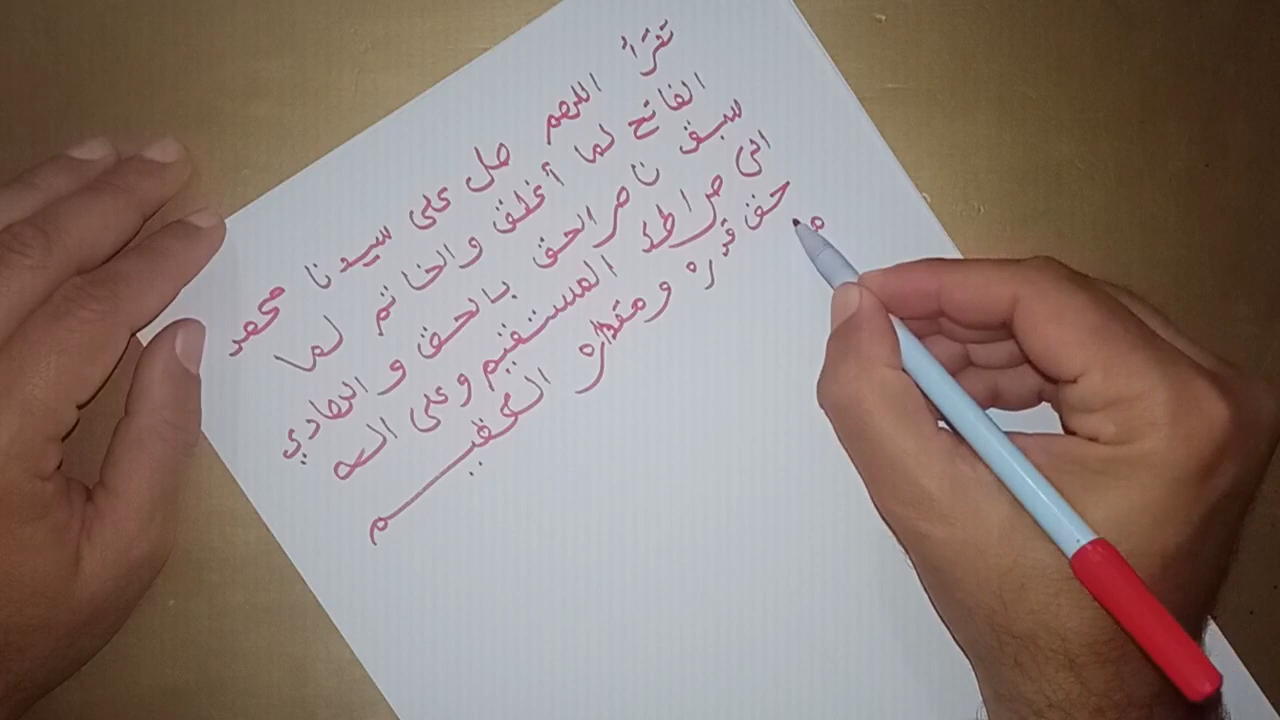 تَقْرَأُ اللهم صل على سيدنا محمد
الفاتح لما أغلق والخاتم لما
سبق ناصر الحق بالحق والهادي
الى صراطك المستقيم وعلى اله
حق قدره ومقداره العظيم
ه